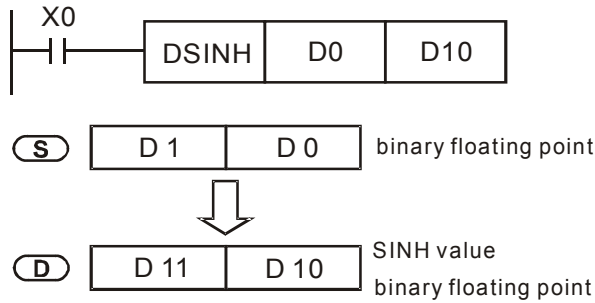 X0
DSINH D0 D10
S D 1 D 0 binary floating point
SINH value
D D 11 D 10
binary floating point